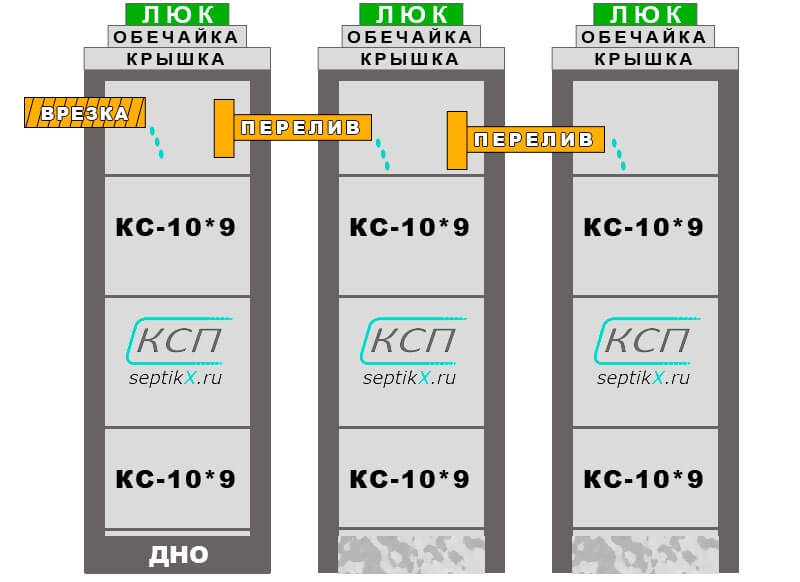 ЛЮК ЛЮК ЛЮК
ОБЕЧАЙКА ОБЕЧАЙКА ОБЕЧАЙКА
КРЫШКА КРЫШКА КРЫШКА
ВРЕЗКА ПЕРЕЛИВ ПЕРЕЛИВ
КС-10*9 КС-10*9 КС-10*9
КСП КСП КСП
septikX.ru septikX.ru septikX.ru
КС-10*9 КС-10*9 КС-10*9
ДНО